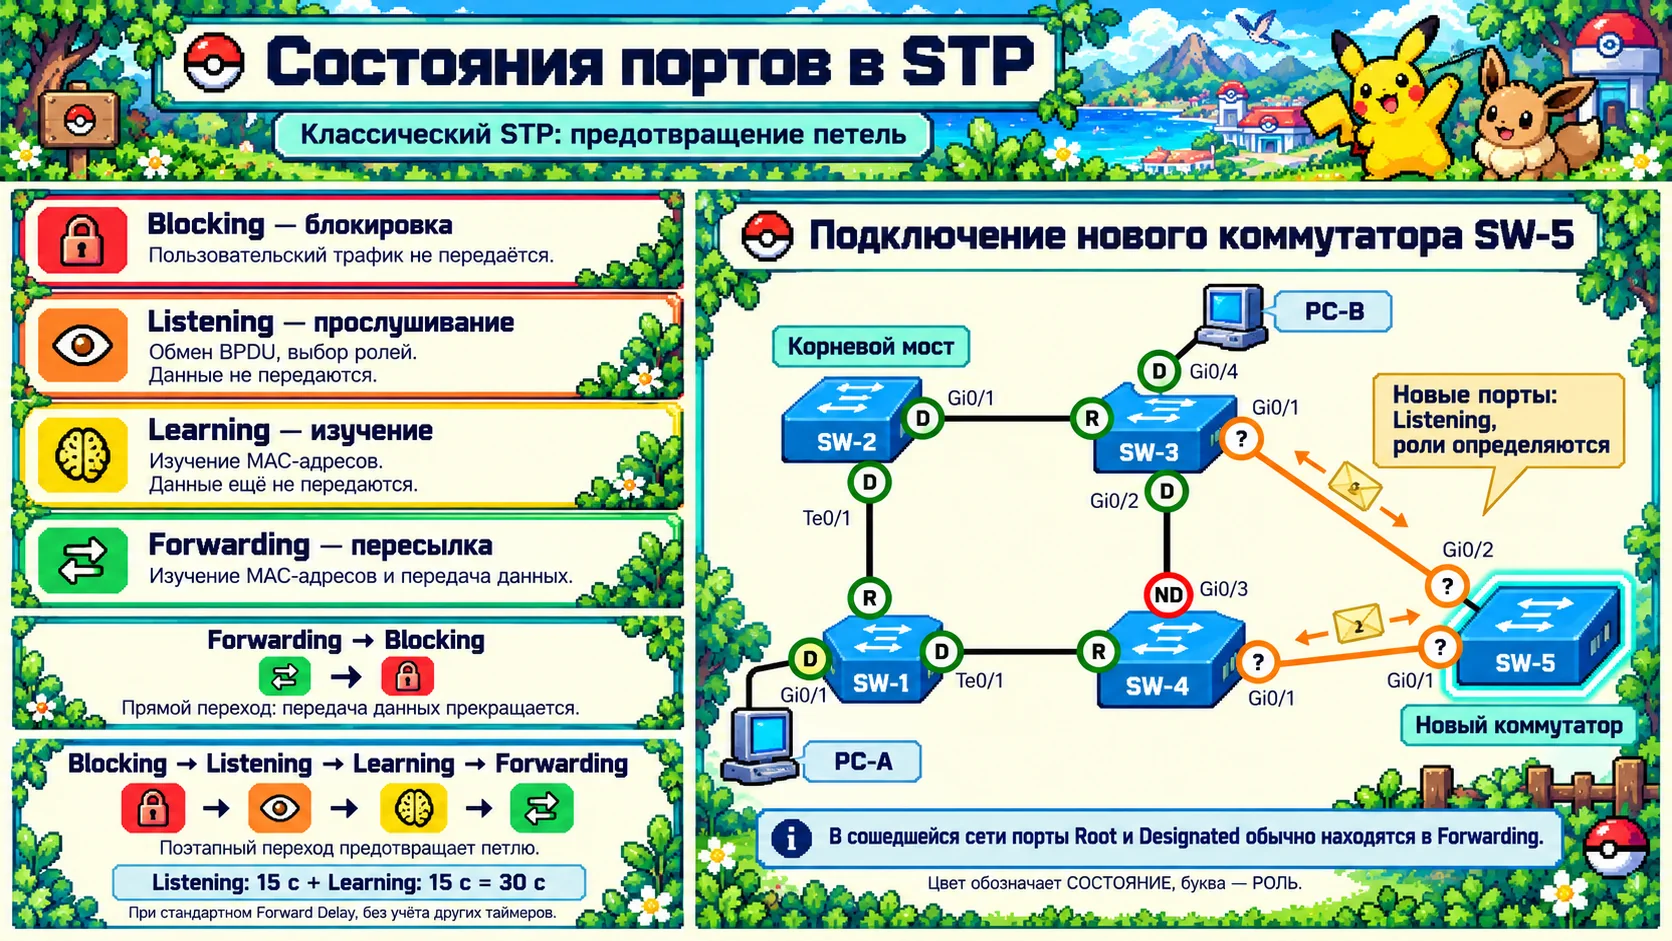 Состояния портов в STP
Классический STP: предотвращение петель
Blocking — блокировка
Пользовательский трафик не передаётся.
Listening — прослушивание
Обмен BPDU, выбор ролей.
Данные не передаются.
Learning — изучение
Изучение MAC-адресов.
Данные ещё не передаются.
Forwarding — пересылка
Изучение MAC-адресов и передача данных.
Forwarding → Blocking
Прямой переход: передача данных прекращается.
Blocking → Listening → Learning → Forwarding
Поэтапный переход предотвращает петлю.
Listening: 15 с + Learning: 15 с = 30 с
При стандартном Forward Delay, без учёта других таймеров.
Подключение нового коммутатора SW-5
PC-B
Корневой мост
D
Gi0/4
Gi0/1
D
R
SW-2
SW-3
Gi0/1
?
Новые порты:
Listening,
роли определяются
D
Te0/1
Gi0/2
D
Gi0/2
?
R
ND
Gi0/3
2
D
Gi0/1
SW-1
D
Te0/1
R
SW-4
?
Gi0/1
?
Gi0/1
SW-5
Новый коммутатор
PC-A
i
В сошедшейся сети порты Root и Designated обычно находятся в Forwarding.
Цвет обозначает СОСТОЯНИЕ, буква — РОЛЬ.